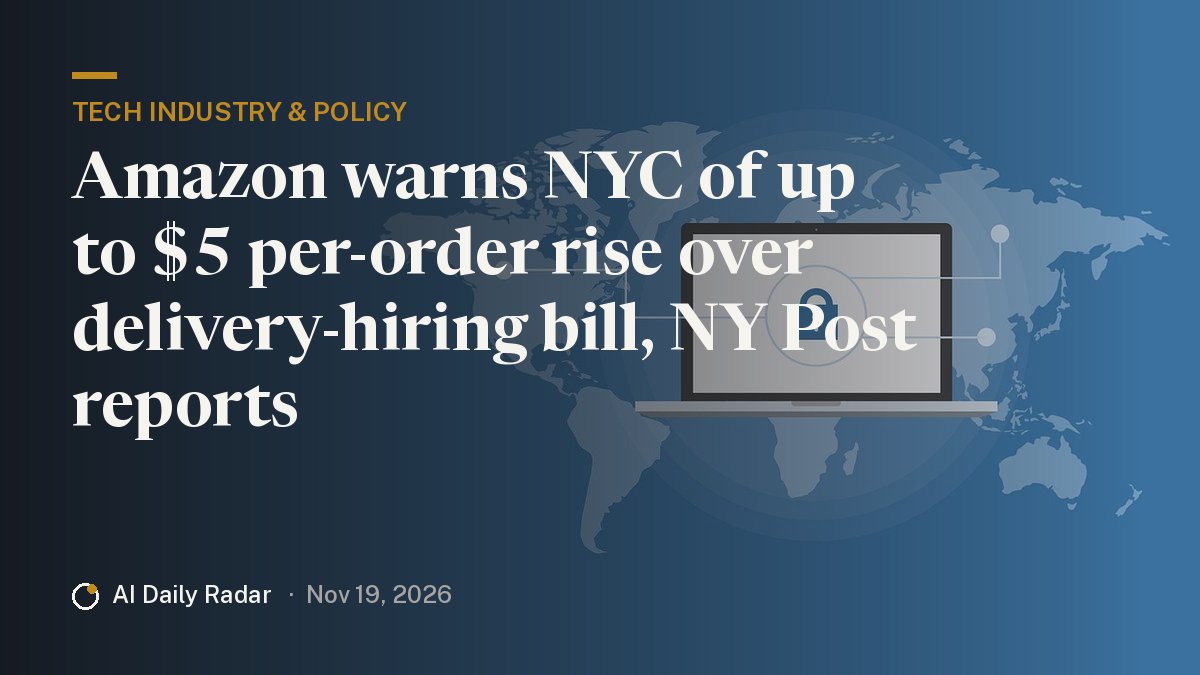 TECH INDUSTRY & POLICY
Amazon warns NYC of up
to $5 per-order rise over
delivery-hiring bill, NY Post
reports
AI Daily Radar · Nov 19, 2026